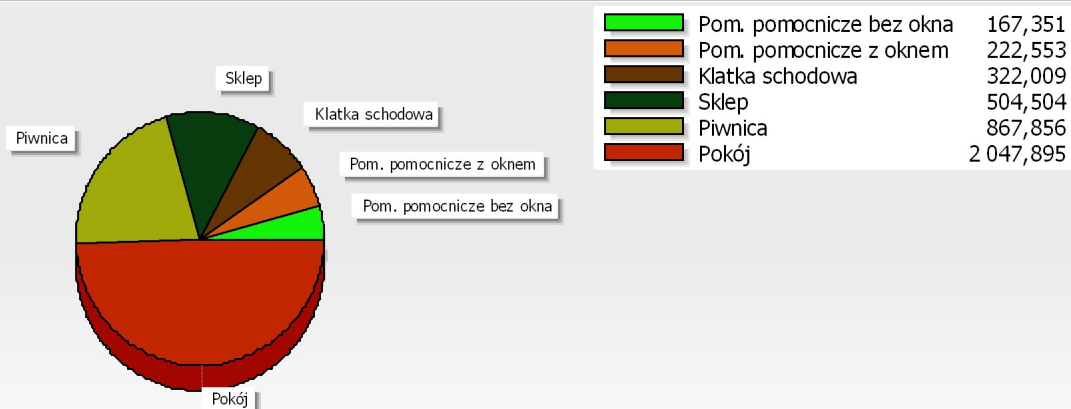 Sklep
Klatka schodowa
Piwnica
Pom. pomocnicze z oknem
Pom. pomocnicze bez okna
Pokój
Pom. pomocnicze bez okna 167,351
Pom. pomocnicze z oknem 222,553
Klatka schodowa 322,009
Sklep 504,504
Piwnica 867,856
Pokój 2 047,895